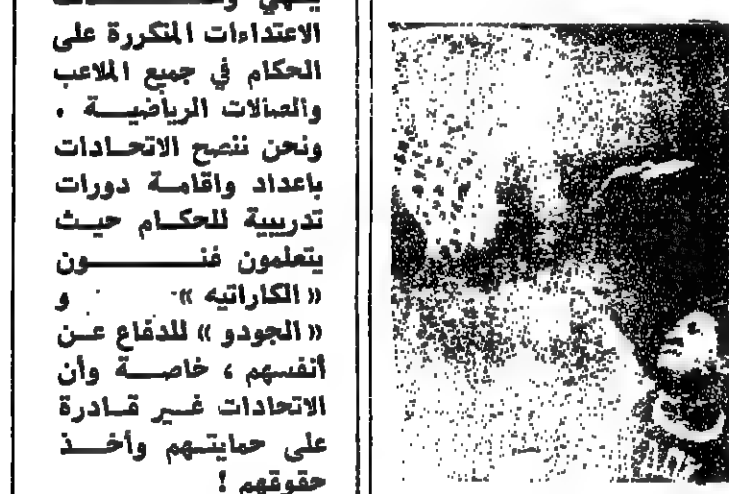 الاعتداءات المتكررة على
الحكام في جميع الملاعب
والصالات الرياضية .
ونحن ننصح الاتحادات
باعداد واقامة دورات
تدريبية للحكام حيث
يتعلمون فنون
« الكاراتيه » و
« الجودو » للدفاع عن
أنفسهم ، خاصة وأن
الاتحادات غير قادرة
على حمايتهم وأخذ
حقوقهم !